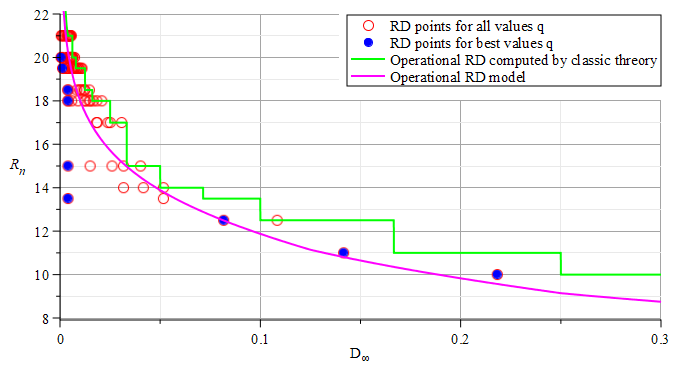 RD points for all values q
RD points for best values q
Operational RD computed by classic threory
Operational RD model
22
20
18
16
14
12
10
8
Rn
0
0.1
0.2
0.3
D∞